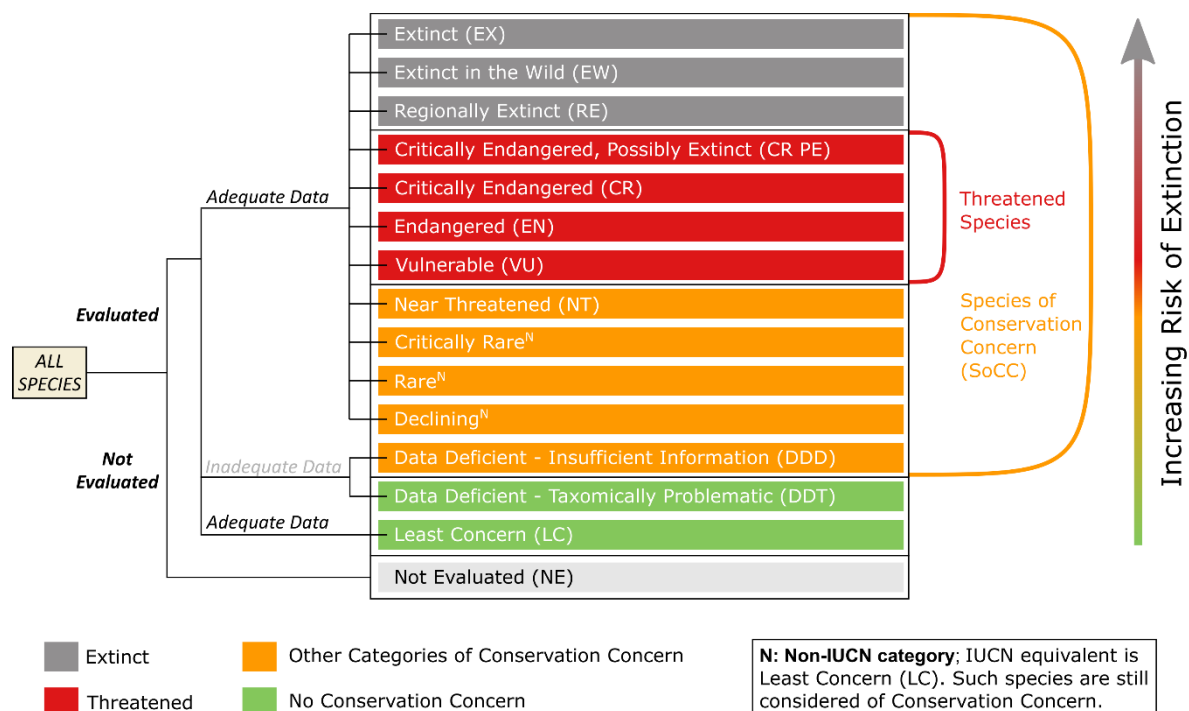 Extinct (EX)
Extinct in the Wild (EW)
Regionally Extinct (RE)
Critically Endangered, Possibly Extinct (CR PE)
Adequate Data
Critically Endangered (CR)
Endangered (EN)
Vulnerable (VU)
Threatened
Species
Near Threatened (NT)
Evaluated
Critically Rareᴺ
Species of
Conservation
Concern
(SoCC)
ALL
SPECIES
Rareᴺ
Decliningᴺ
Not
Evaluated
Inadequate Data
Data Deficient - Insufficient Information (DDD)
Data Deficient - Taxomically Problematic (DDT)
Adequate Data
Least Concern (LC)
Not Evaluated (NE)
Increasing Risk of Extinction
Extinct
Other Categories of Conservation Concern
Threatened
No Conservation Concern
N: Non-IUCN category; IUCN equivalent is
Least Concern (LC). Such species are still
considered of Conservation Concern.